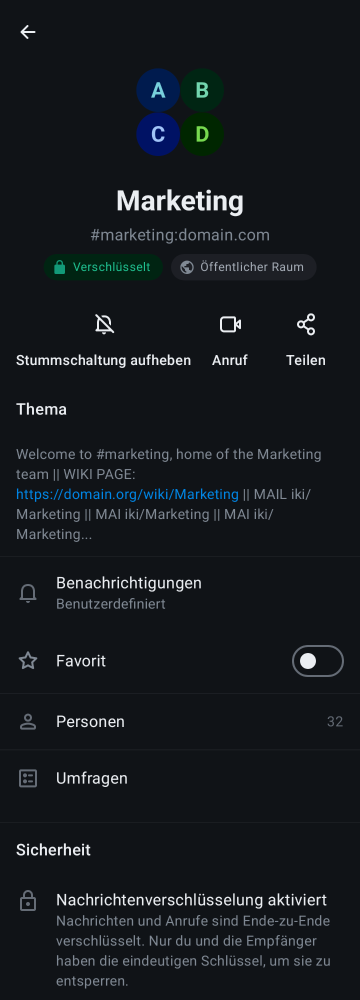 A B
C D
Marketing
#marketing:domain.com
Verschlüsselt Öffentlicher Raum
Stummschaltung aufheben Anruf Teilen
Thema
Welcome to #marketing, home of the Marketing
team || WIKI PAGE:
https://domain.org/wiki/Marketing || MAIL iki/
Marketing || MAI iki/Marketing || MAI iki/
Marketing...
Benachrichtigungen
Benutzerdefiniert
Favorit
Personen 32
Umfragen
Sicherheit
Nachrichtenverschlüsselung aktiviert
Nachrichten und Anrufe sind Ende-zu-Ende
verschlüsselt. Nur du und die Empfänger
haben die eindeutigen Schlüssel, um sie zu
entsperren.